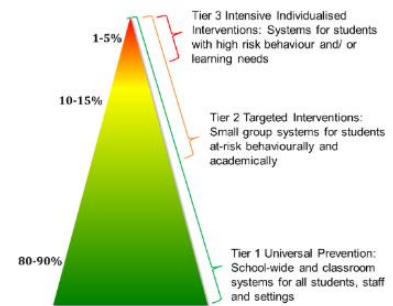 Tier 3 Intensive Individualised
Interventions: Systems for students
with high risk behaviour and/ or
learning needs
1-5%
10-15%
Tier 2 Targeted Interventions:
Small group systems for students
at-risk behaviourally and
academically
80-90%
Tier 1 Universal Prevention:
School-wide and classroom
systems for all students, staff
and settings